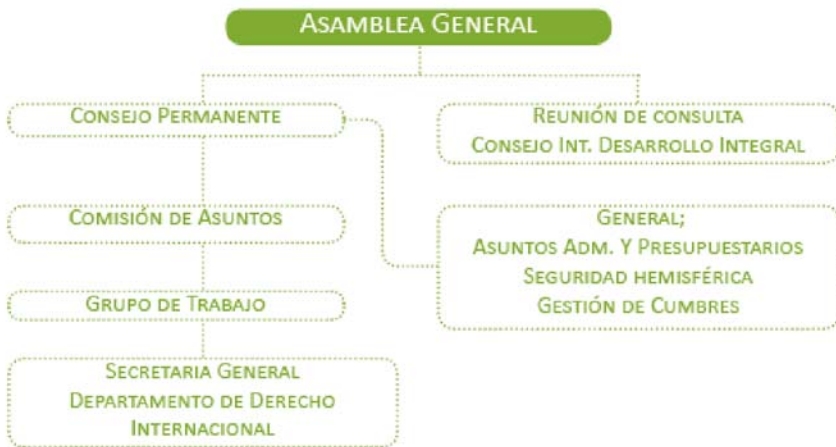 ASAMBLEA GENERAL
CONSEJO PERMANENTE
REUNIÓN DE CONSULTA
CONSEJO INT. DESARROLLO INTEGRAL
COMISIÓN DE ASUNTOS
GENERAL;
ASUNTOS ADM. Y PRESUPUESTARIOS
SEGURIDAD HEMISFÉRICA
GESTIÓN DE CUMBRES
GRUPO DE TRABAJO
SECRETARIA GENERAL
DEPARTAMENTO DE DERECHO
INTERNACIONAL